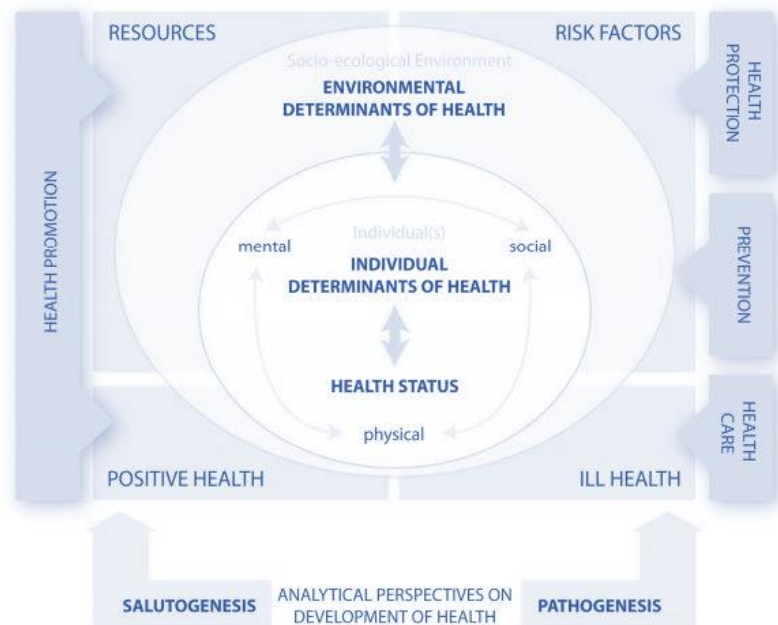 RESOURCES
RISK FACTORS
HEALTH
PROTECTION
Socio-ecological Environment
ENVIRONMENTAL
DETERMINANTS OF HEALTH
HEALTH PROMOTION
Individual(s)
mental
social
INDIVIDUAL
DETERMINANTS OF HEALTH
PREVENTION
HEALTH STATUS
physical
HEALTH
CARE
POSITIVE HEALTH
ILL HEALTH
SALUTOGENESIS
ANALYTICAL PERSPECTIVES ON
DEVELOPMENT OF HEALTH
PATHOGENESIS